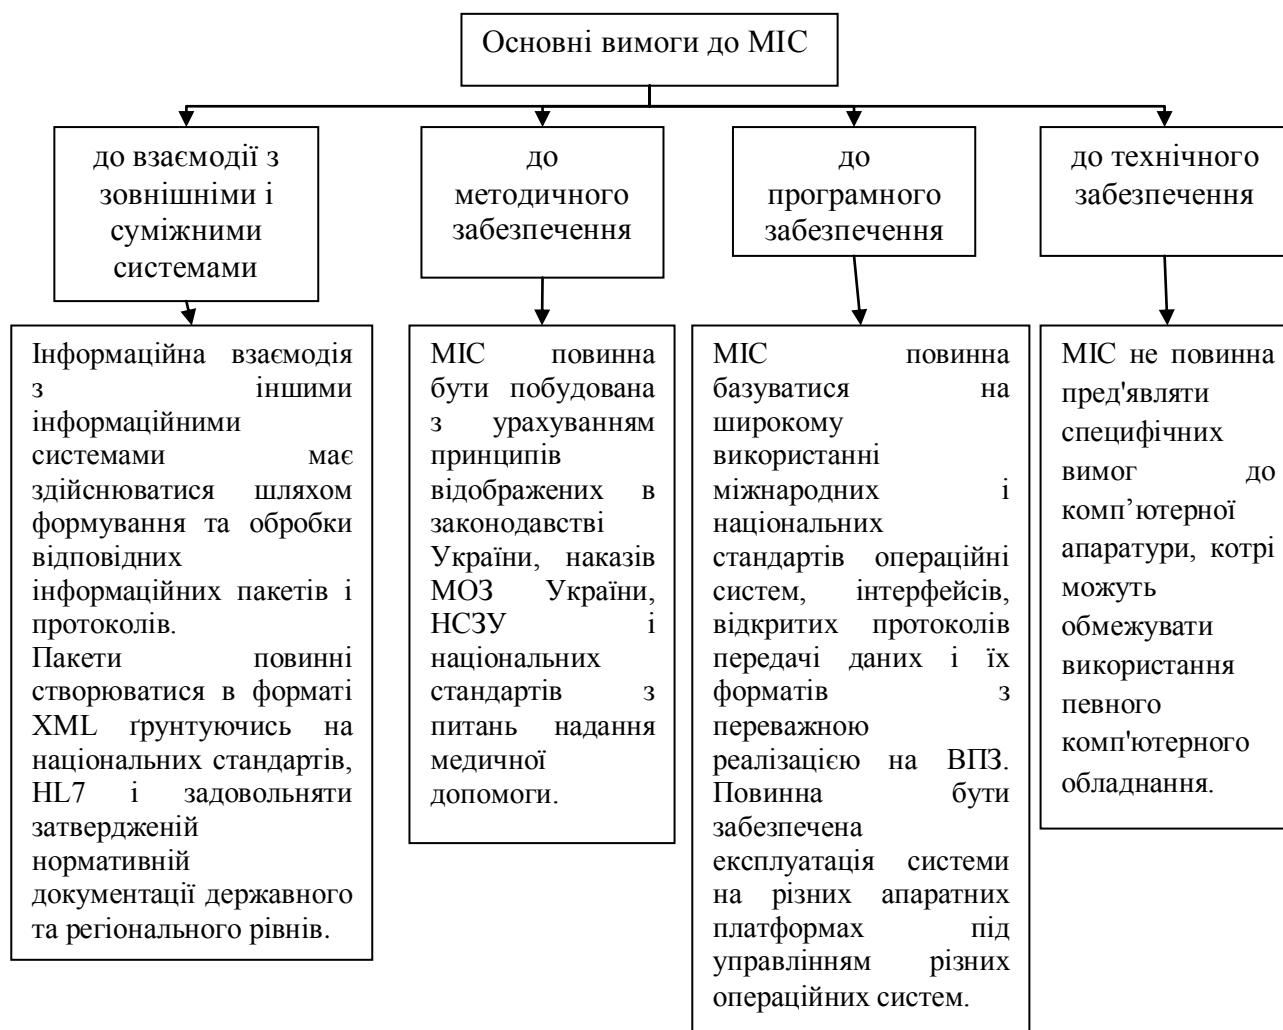 Основні вимоги до МІС
до взаємодії з
зовнішніми і
суміжними
системами
до
методичного
забезпечення
до
програмного
забезпечення
до технічного
забезпечення
Інформаційна взаємодія
з іншими
інформаційними
системами має
здійснюватися шляхом
формування та обробки
відповідних
інформаційних пакетів і
протоколів.
Пакети повинні
створюватися в форматі
XML ґрунтуючись на
національних стандартів,
HL7 і задовольняти
затвердженій
нормативній
документації державного
та регіонального рівнів.
МІС повинна
бути побудована
з урахуванням
принципів
відображених в
законодавстві
України, наказів
МОЗ України,
НСЗУ і
національних
стандартів з
питань надання
медичної
допомоги.
МІС повинна
базуватися на
широкому
використанні
міжнародних і
національних
стандартів операційні
систем, інтерфейсів,
відкритих протоколів
передачі даних і їх
форматів з
переважною
реалізацією на ВПЗ.
Повинна бути
забезпечена
експлуатація системи
на різних апаратних
платформах під
управлінням різних
операційних систем.
МІС не повинна
пред'являти
специфічних
вимог до
комп’ютерної
апаратури, котрі
можуть
обмежувати
використання
певного
комп'ютерного
обладнання.